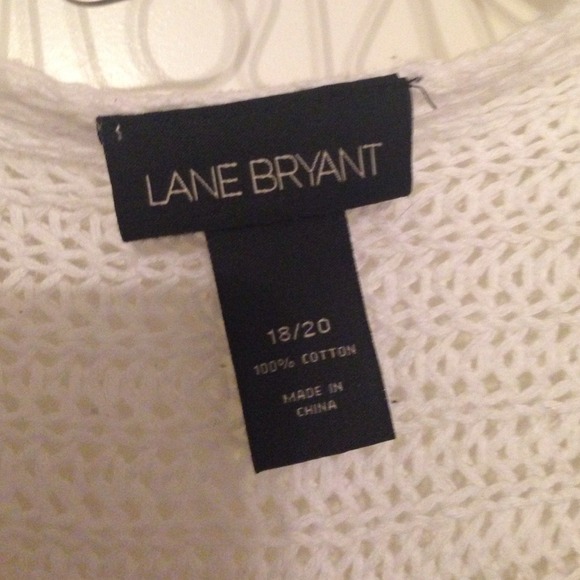 LANE BRYANT
18/20
100% COTTON
MADE IN
CHINA